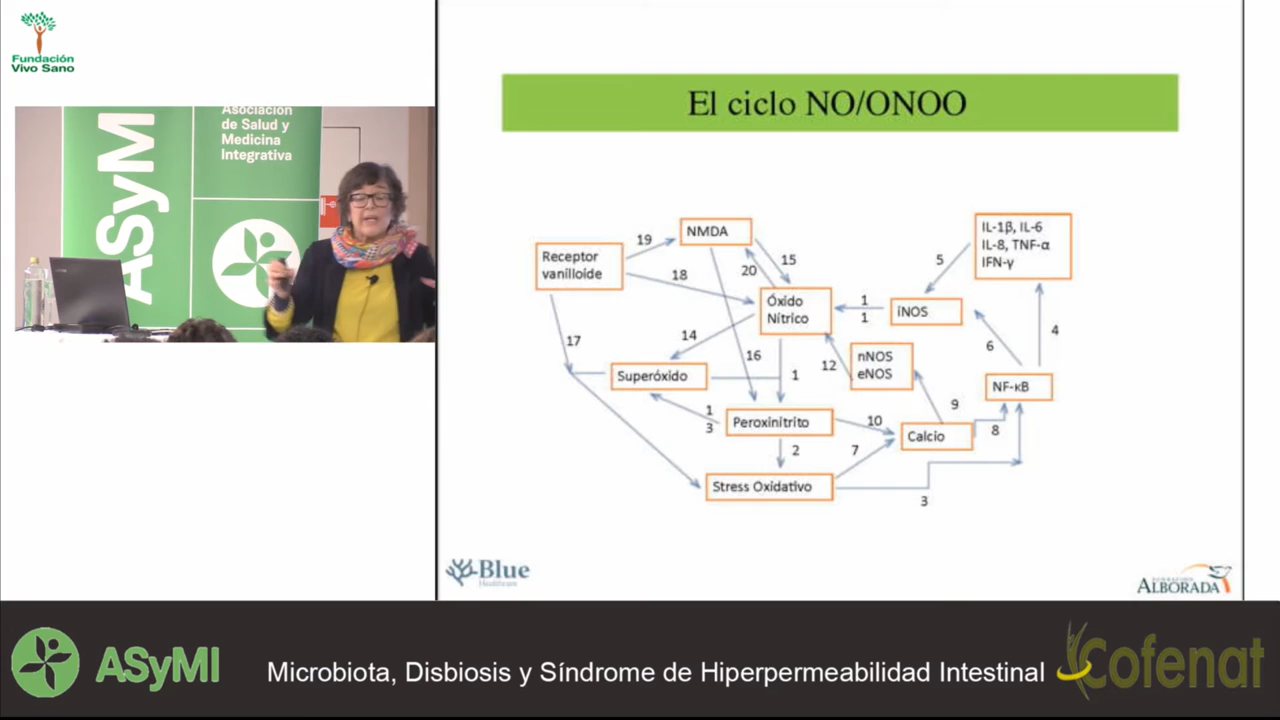 Fundación
Vivo Sano
ASyMI
Asociación
de Salud y
Medicina
Integrativa
El ciclo NO/ONOO
Receptor
vanilloide
19
NMDA
15
20
18
Óxido
Nítrico
IL-1β, IL-6
IL-8, TNF-α
IFN-γ
5
1
1
iNOS
4
6
17
14
16
Superóxido
1
12
nNOS
eNOS
NF-κB
1
3
Peroxinitrito
10
9
Calcio
8
2
7
Stress Oxidativo
3
Blue
Healthcare
FUNDACIÓN
ALBORADA
ASyMI
Microbiota, Disbiosis y Síndrome de Hiperpermeabilidad Intestinal
Cofenat